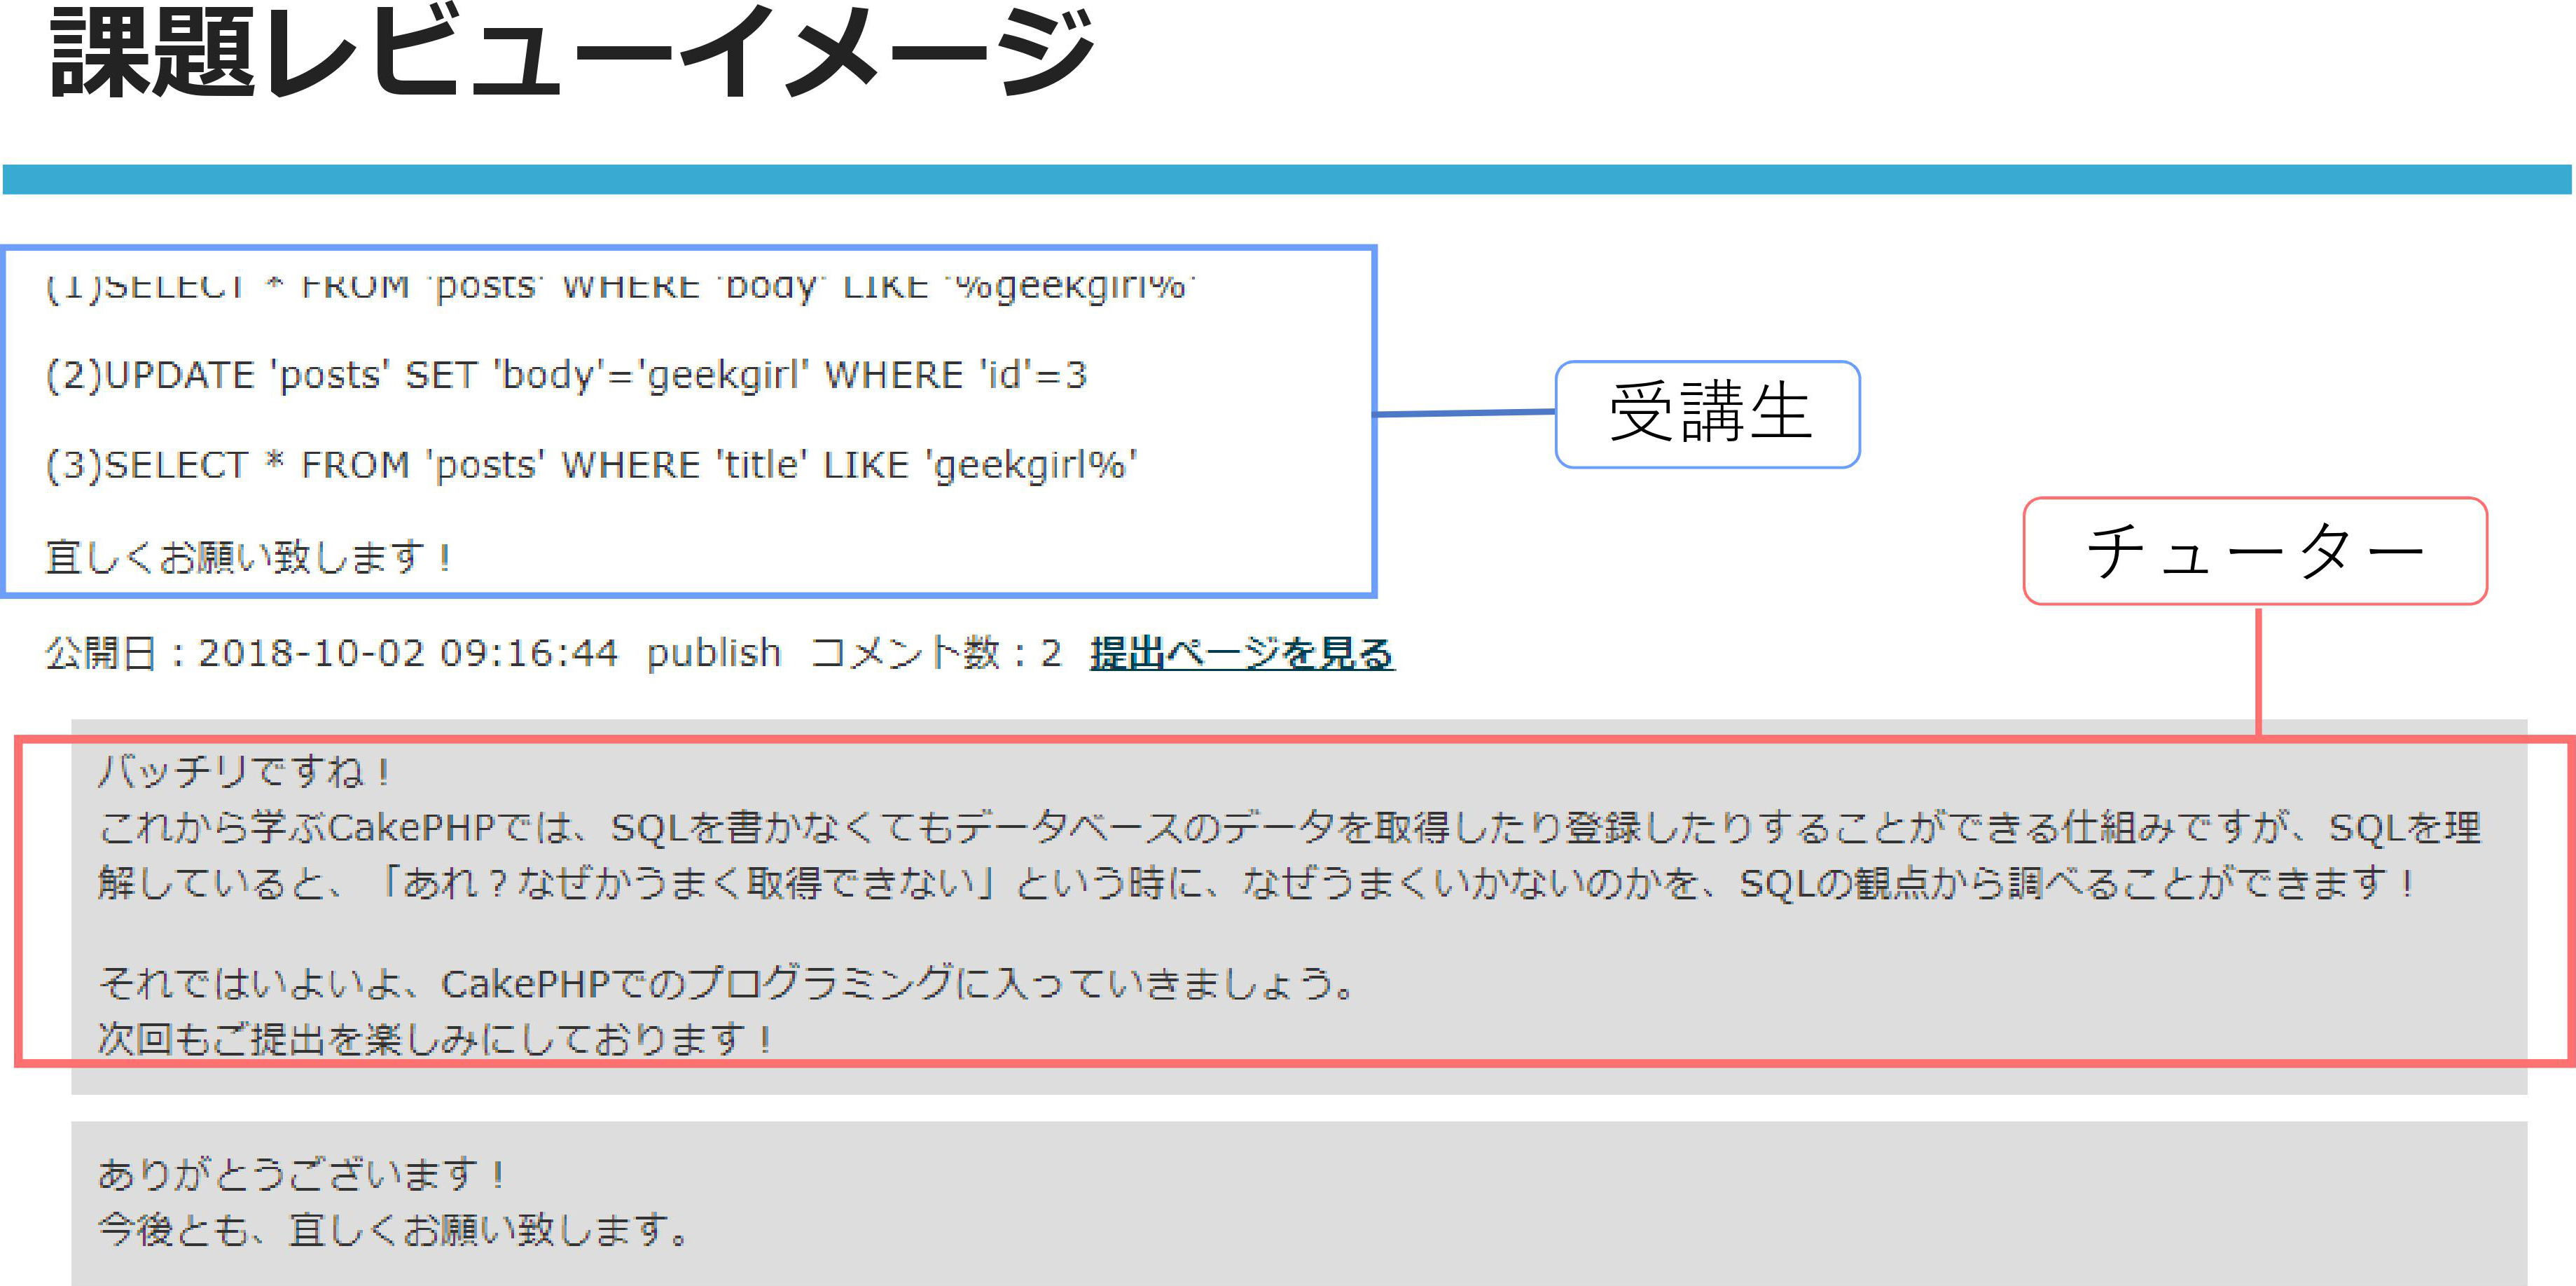 課題レビューイメージ
(1)SELECT * FROM 'posts' WHERE 'body' LIKE '%geekgirl%'
(2)UPDATE 'posts' SET 'body'='geekgirl' WHERE 'id'=3
(3)SELECT * FROM 'posts' WHERE 'title' LIKE 'geekgirl%'
宜しくお願い致します！
受講生
チューター
公開日：2018-10-02 09:16:44 publish コメント数：2 提出ページを見る
バッチリですね！
これから学ぶCakePHPでは、SQLを書かなくてもデータベースのデータを取得したり登録したりすることができる仕組みですが、SQLを理
解していると、「あれ？なぜかうまく取得できない」という時に、なぜうまくいかないのかを、SQLの観点から調べることができます！
それではいよいよ、CakePHPでのプログラミングに入っていきましょう。
次回もご提出を楽しみにしております！
ありがとうございます！
今後とも、宜しくお願い致します。